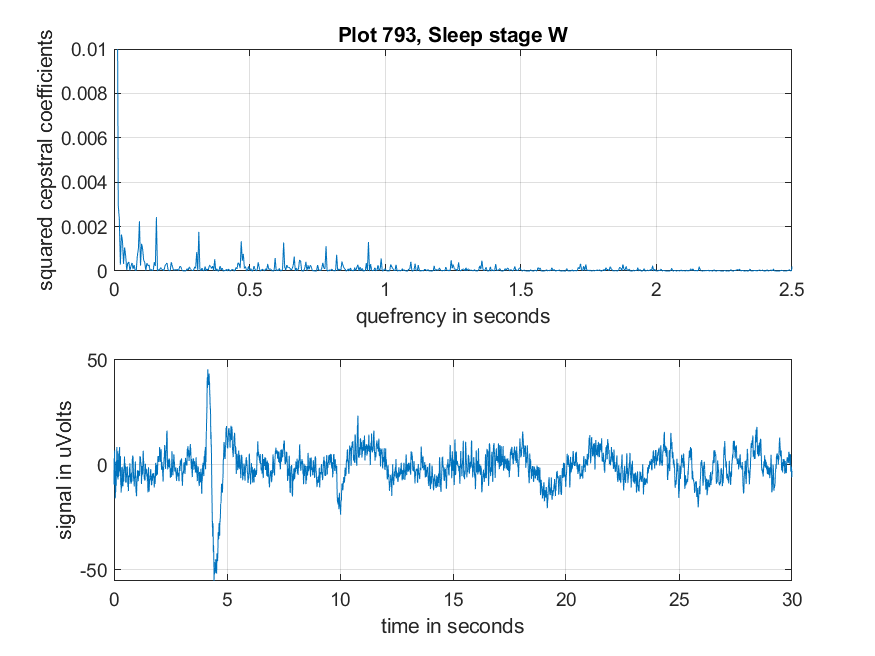 Plot 793, Sleep stage W
squared cepstral coefficients
0.01
0.008
0.006
0.004
0.002
0
0 0.5 1 1.5 2 2.5
quefrency in seconds
signal in uVolts
50
0
-50
0 5 10 15 20 25 30
time in seconds